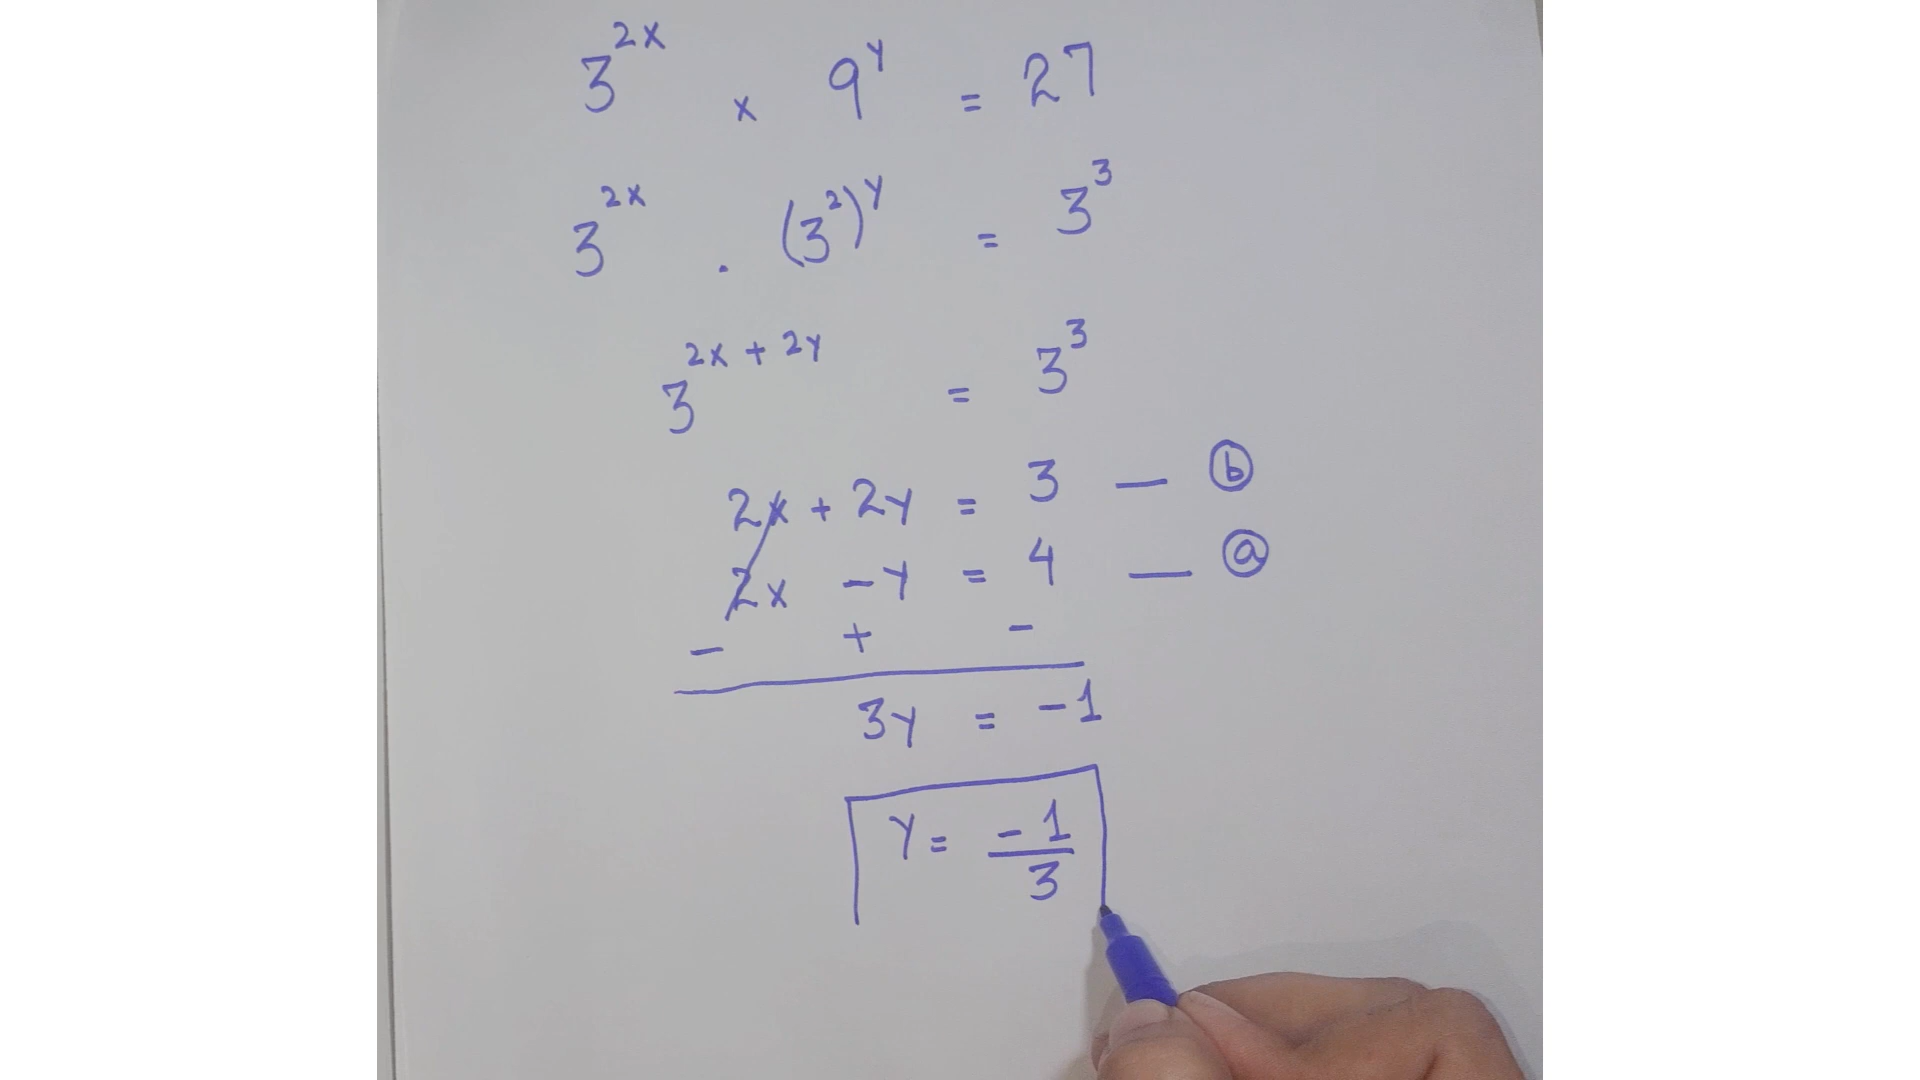 3^{2x} × 9^y = 27
3^{2x} . (3^2)^y = 3^3
3^{2x + 2y} = 3^3
2x + 2y = 3 — ⓑ
2x - y = 4 — ⓐ
- + -
3y = -1
y = -1/3